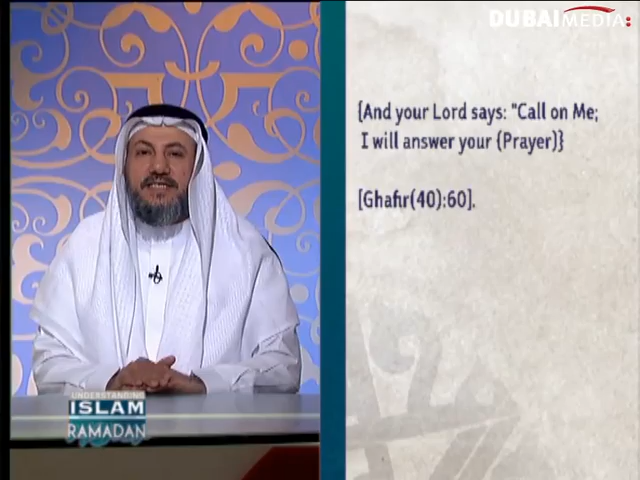 DUBAI MEDIA
{And your Lord says: "Call on Me;
I will answer your (Prayer)}
[Ghafir(40):60].
UNDERSTANDING
ISLAM
RAMADAN